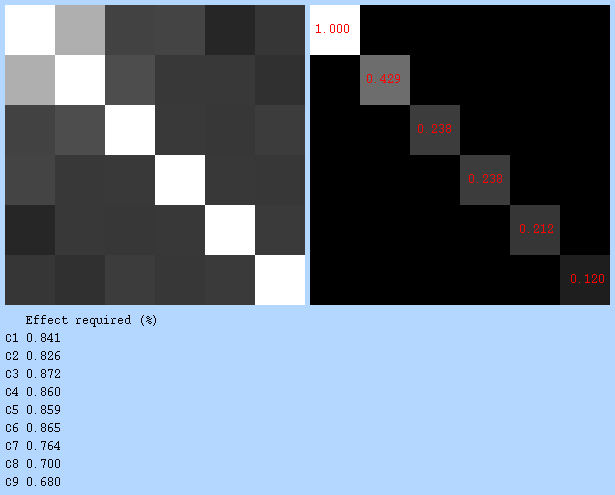 1.000
0.429
0.238
0.238
0.212
0.120
Effect required (%)
C1 0.841
C2 0.826
C3 0.872
C4 0.860
C5 0.859
C6 0.865
C7 0.764
C8 0.700
C9 0.680